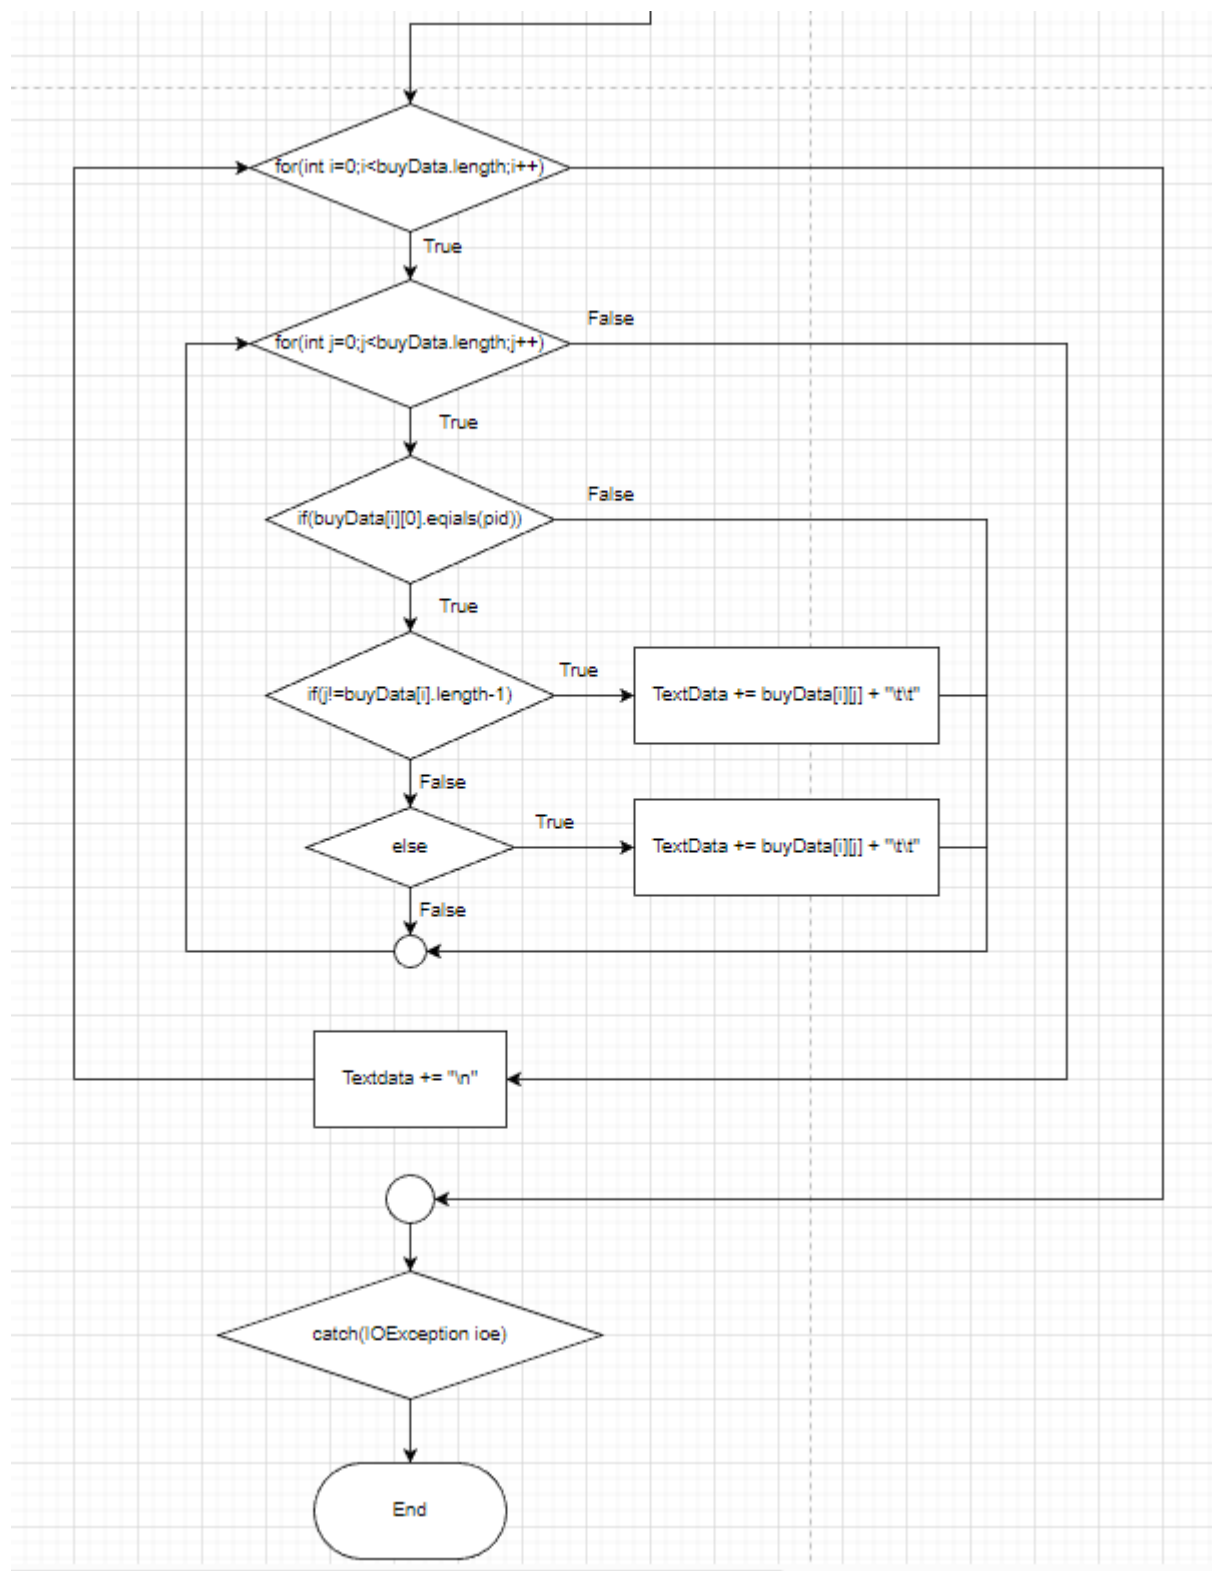 for(int i=0;i<buyData.length;i++)
True
False
for(int j=0;j<buyData.length;j++)
True
False
if(buyData[i][0].eqials(pid))
True
True
if(j!=buyData[i].length-1)
TextData += buyData[i][j] + "\t\t"
False
True
else
TextData += buyData[i][j] + "\t\t"
False
Textdata += "\n"
catch(IOException ioe)
End